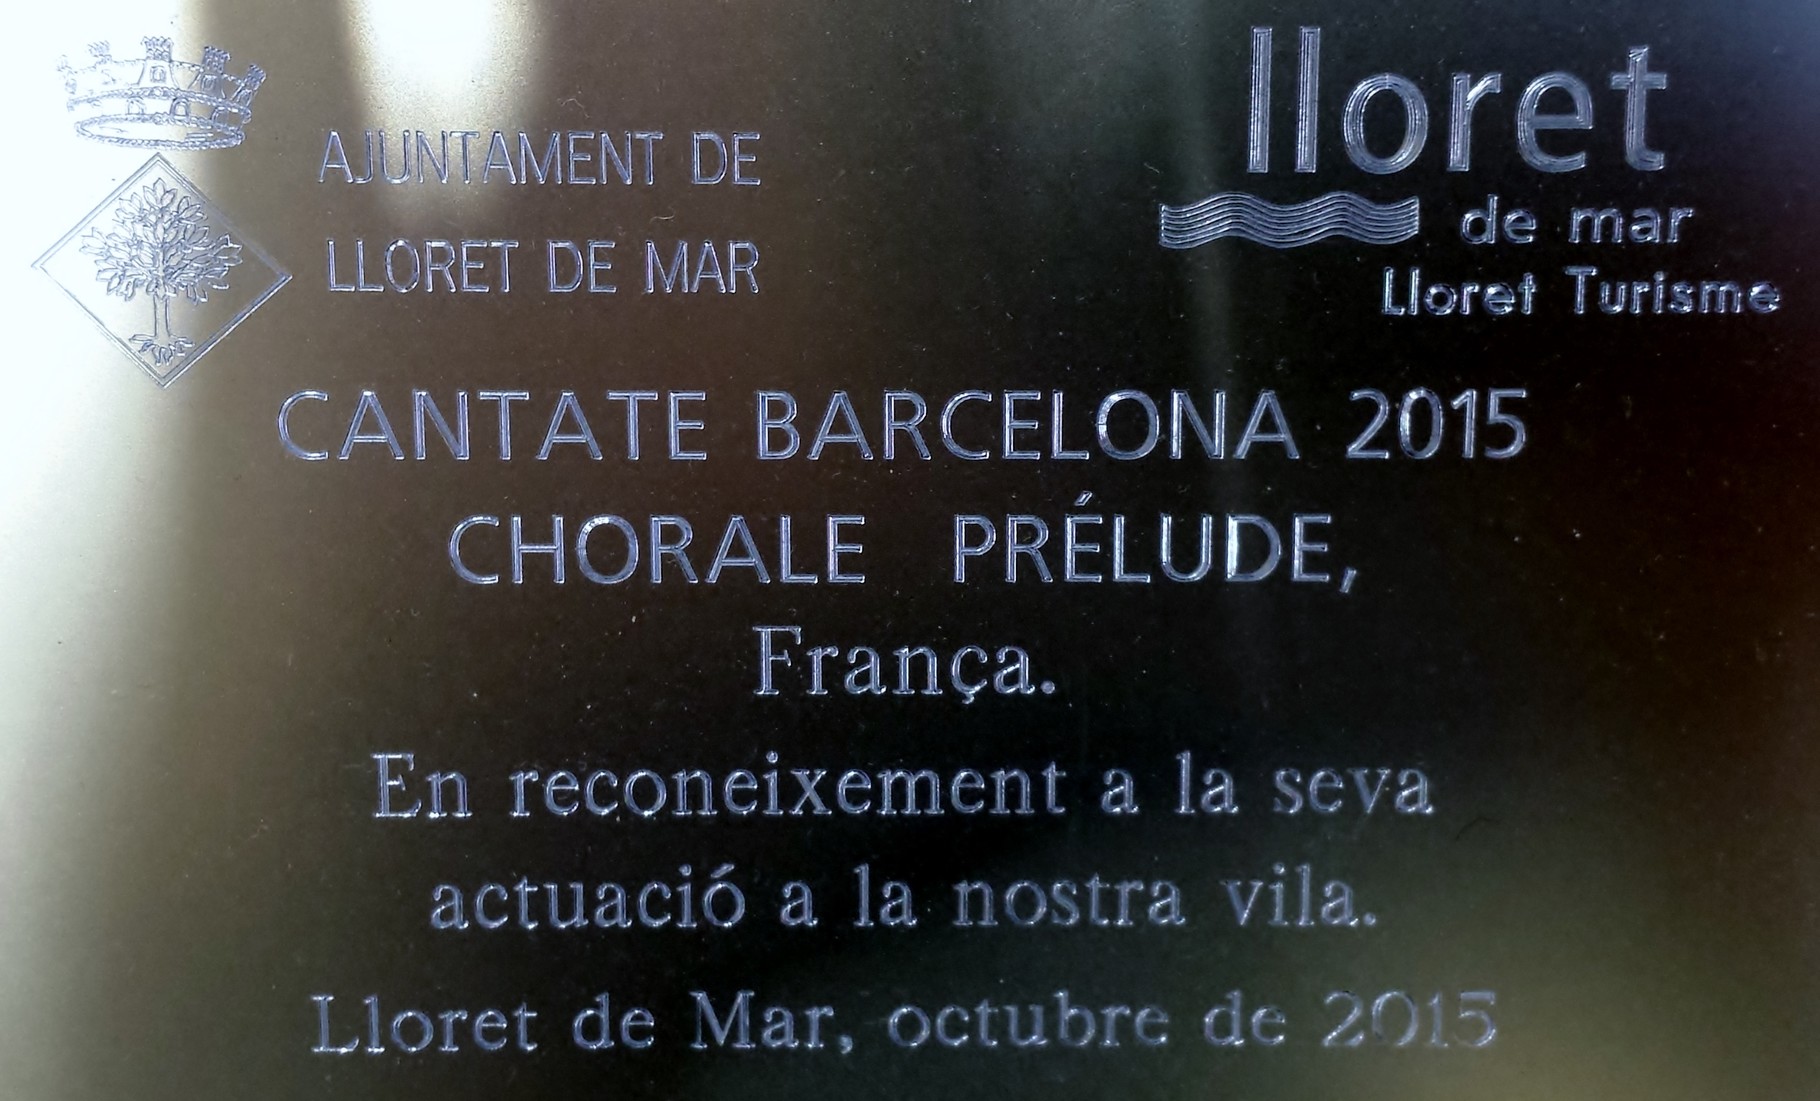 AJUNTAMENT DE
LLORET DE MAR
lloret
de mar
Lloret Turisme
CANTATE BARCELONA 2015
CHORALE PRÉLUDE,
França.
En reconeixement a la seva
actuació a la nostra vila.
Lloret de Mar, octubre de 2015